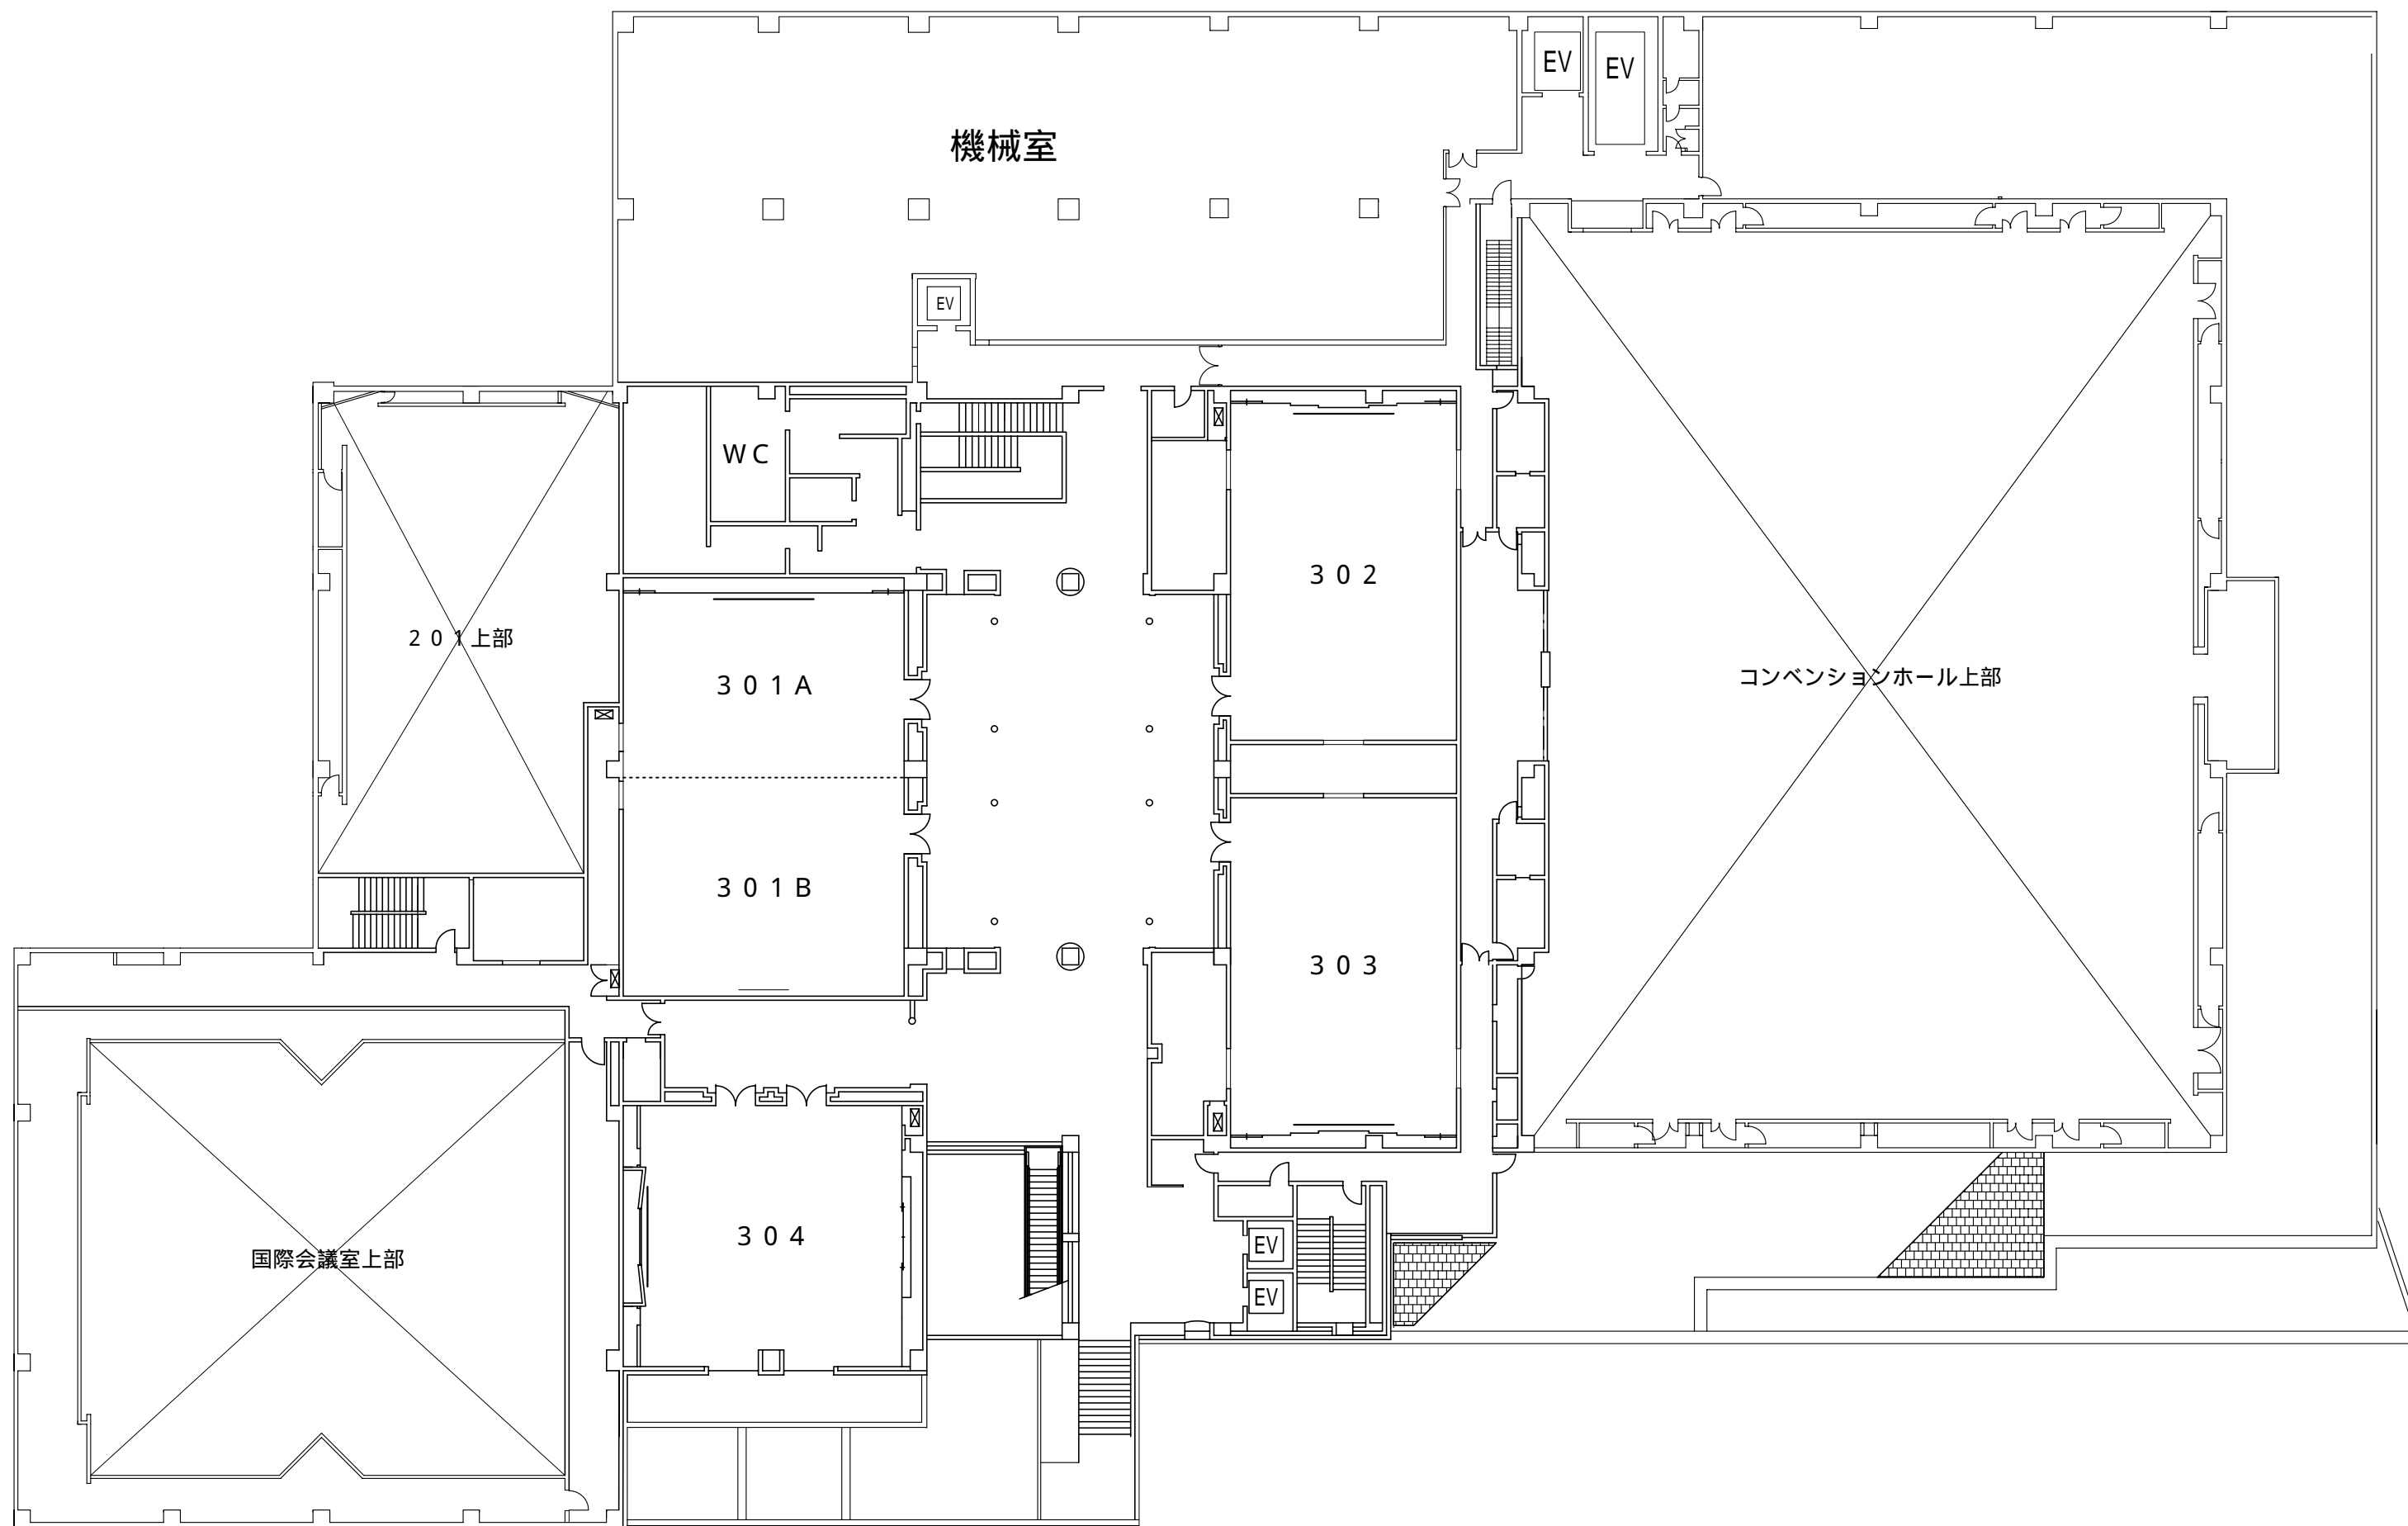 EV
EV
機械室
EV
ＷＣ
３０２
２０１上部
３０１Ａ
コンベンションホール上部
３０１Ｂ
３０３
３０４
国際会議室上部
EV
EV